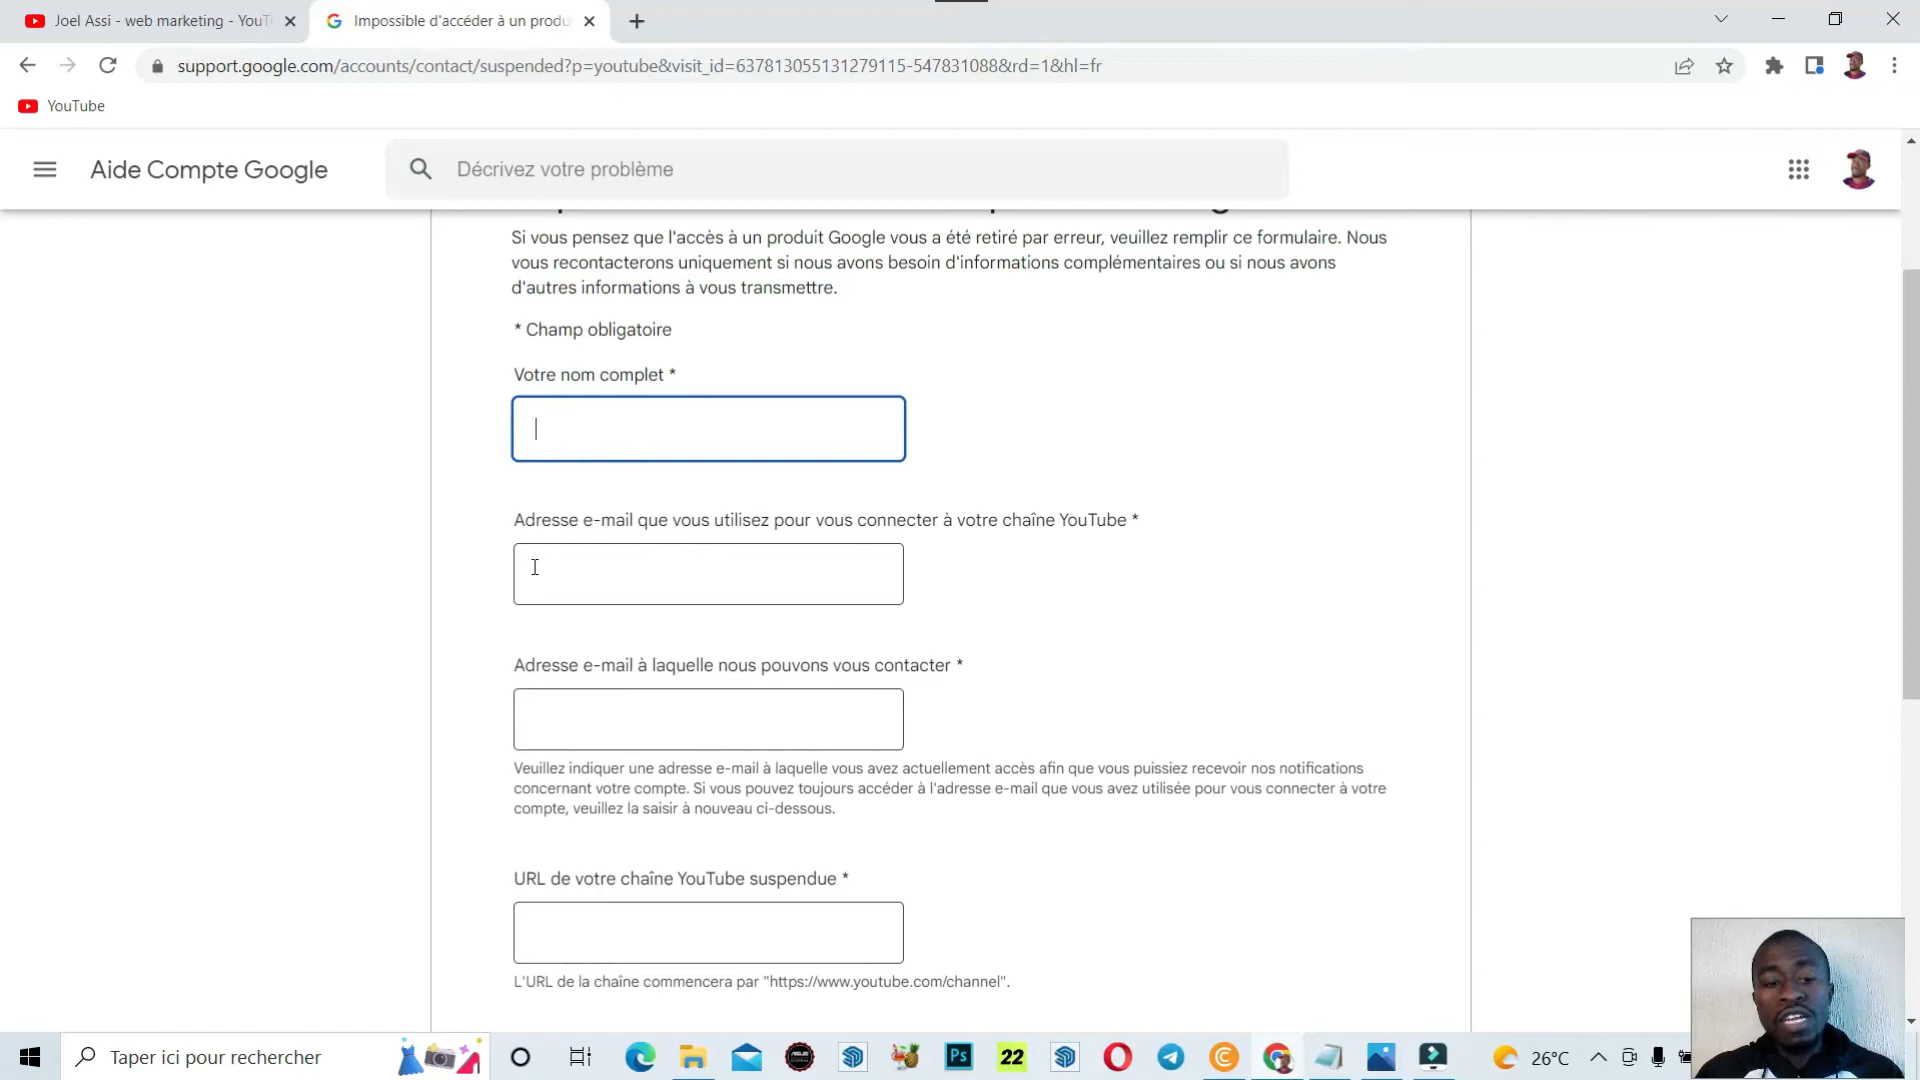 Joel Assi - web marketing - YouT
Impossible d'accéder à un produ
support.google.com/accounts/contact/suspended?p=youtube&visit_id=637813055131279115-547831088&rd=1&hl=fr
YouTube
Aide Compte Google
Décrivez votre problème
Si vous pensez que l'accès à un produit Google vous a été retiré par erreur, veuillez remplir ce formulaire. Nous
vous recontacterons uniquement si nous avons besoin d'informations complémentaires ou si nous avons
d'autres informations à vous transmettre.
* Champ obligatoire
Votre nom complet *
Adresse e-mail que vous utilisez pour vous connecter à votre chaîne YouTube *
Adresse e-mail à laquelle nous pouvons vous contacter *
Veuillez indiquer une adresse e-mail à laquelle vous avez actuellement accès afin que vous puissiez recevoir nos notifications
concernant votre compte. Si vous pouvez toujours accéder à l'adresse e-mail que vous avez utilisée pour vous connecter à votre
compte, veuillez la saisir à nouveau ci-dessous.
URL de votre chaîne YouTube suspendue *
L'URL de la chaîne commencera par "https://www.youtube.com/channel".
Taper ici pour rechercher
Ps
22
26°C